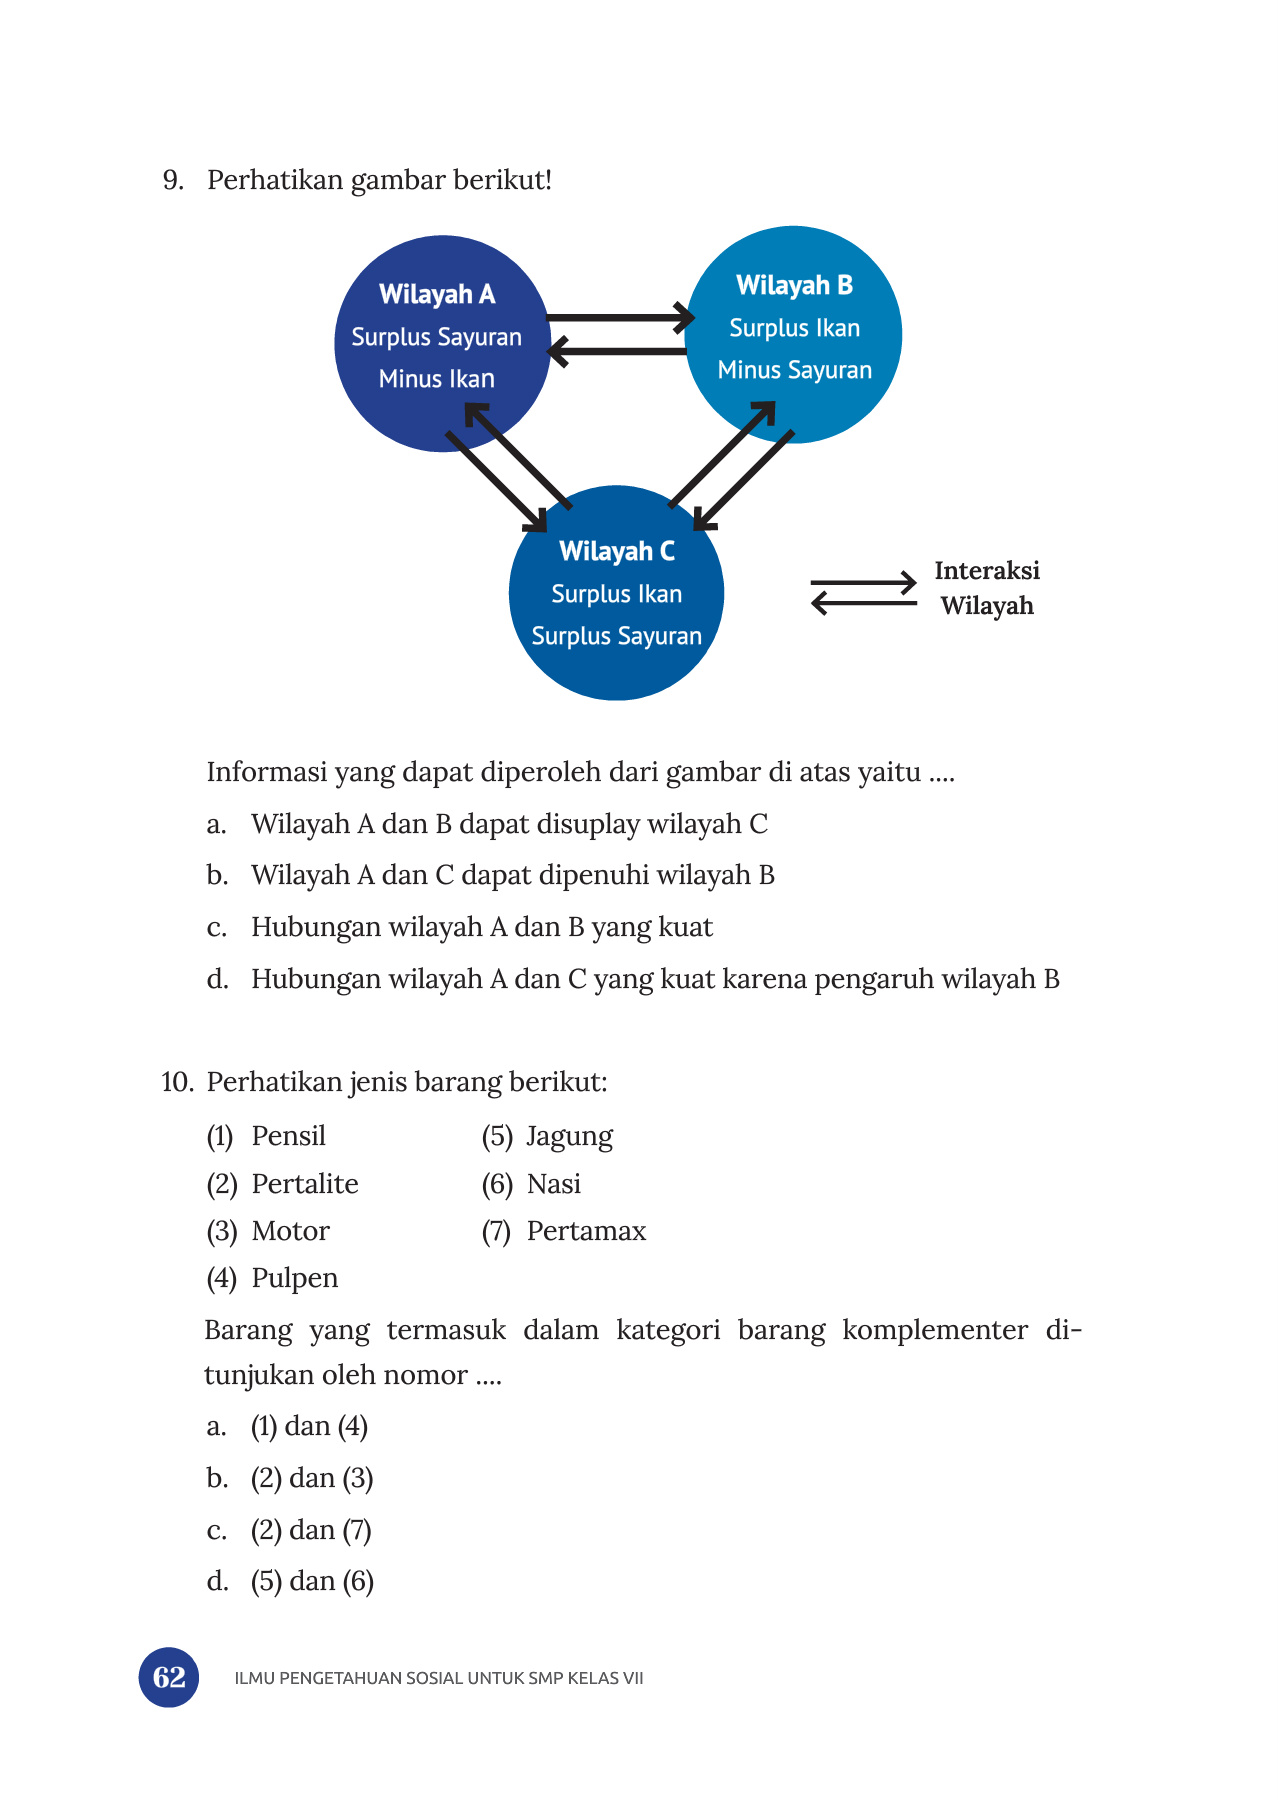 9. Perhatikan gambar berikut!
Wilayah A
Surplus Sayuran
Minus Ikan
Wilayah B
Surplus Ikan
Minus Sayuran
Wilayah C
Surplus Ikan
Surplus Sayuran
Interaksi
Wilayah
Informasi yang dapat diperoleh dari gambar di atas yaitu ....
a. Wilayah A dan B dapat disuplay wilayah C
b. Wilayah A dan C dapat dipenuhi wilayah B
c. Hubungan wilayah A dan B yang kuat
d. Hubungan wilayah A dan C yang kuat karena pengaruh wilayah B
10. Perhatikan jenis barang berikut:
(1) Pensil
(2) Pertalite
(3) Motor
(4) Pulpen
(5) Jagung
(6) Nasi
(7) Pertamax
Barang yang termasuk dalam kategori barang komplementer di-
tunjukan oleh nomor ....
a. (1) dan (4)
b. (2) dan (3)
c. (2) dan (7)
d. (5) dan (6)
62 ILMU PENGETAHUAN SOSIAL UNTUK SMP KELAS VII